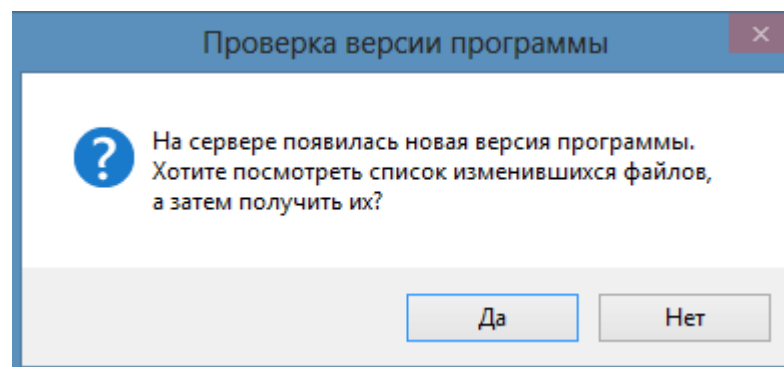 Проверка версии программы
На сервере появилась новая версия программы.
Хотите посмотреть список изменившихся файлов,
а затем получить их?
Да
Нет